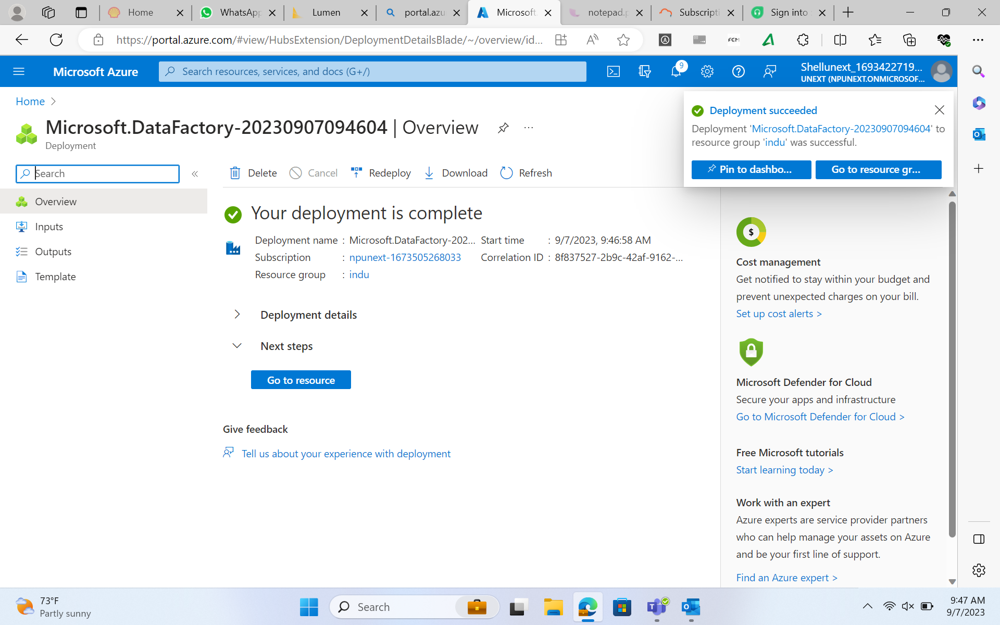 Home
WhatsApp
Lumen
portal.azu
Microsoft
notepad.p
Subscripti
Sign into
https://portal.azure.com/#view/HubsExtension/DeploymentDetailsBlade/~/overview/id...
FCM
Microsoft Azure
Search resources, services, and docs (G+/)
9
Shellunext_1693422719...
UNEXT (NPUNEXT.ONMICROSOF...
Home
Microsoft.DataFactory-20230907094604 | Overview
Deployment
Deployment succeeded
Deployment 'Microsoft.DataFactory-20230907094604' to
resource group 'indu' was successful.
Pin to dashbo...
Go to resource gr...
Search
Delete
Cancel
Redeploy
Download
Refresh
Overview
Inputs
Outputs
Template
Your deployment is complete
Deployment name : Microsoft.DataFactory-202... Start time : 9/7/2023, 9:46:58 AM
Subscription : npunext-1673505268033 Correlation ID : 8f837527-2b9c-42af-9162-...
Resource group : indu
Deployment details
Next steps
Go to resource
Give feedback
Tell us about your experience with deployment
$
Cost management
Get notified to stay within your budget and
prevent unexpected charges on your bill.
Set up cost alerts >
Microsoft Defender for Cloud
Secure your apps and infrastructure
Go to Microsoft Defender for Cloud >
Free Microsoft tutorials
Start learning today >
Work with an expert
Azure experts are service provider partners
who can help manage your assets on Azure
and be your first line of support.
Find an Azure expert >
73°F
Partly sunny
Search
9:47 AM
9/7/2023